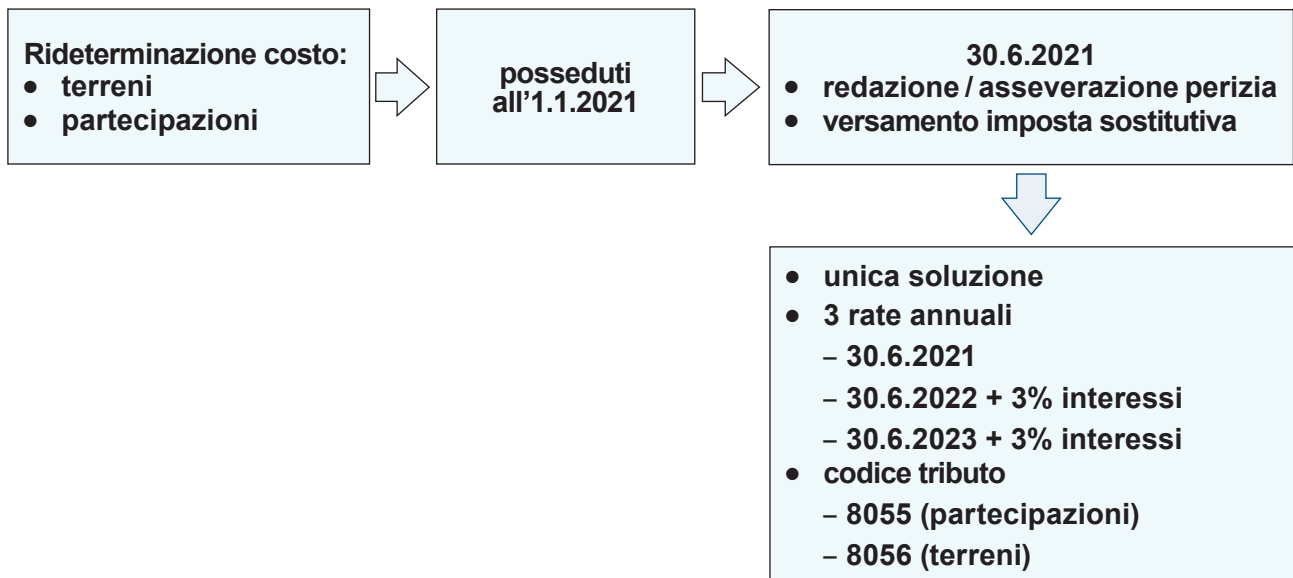 Rideterminazione costo:
● terreni
● partecipazioni
posseduti
all'1.1.2021
30.6.2021
● redazione / asseverazione perizia
● versamento imposta sostitutiva
● unica soluzione
● 3 rate annuali
– 30.6.2021
– 30.6.2022 + 3% interessi
– 30.6.2023 + 3% interessi
● codice tributo
– 8055 (partecipazioni)
– 8056 (terreni)